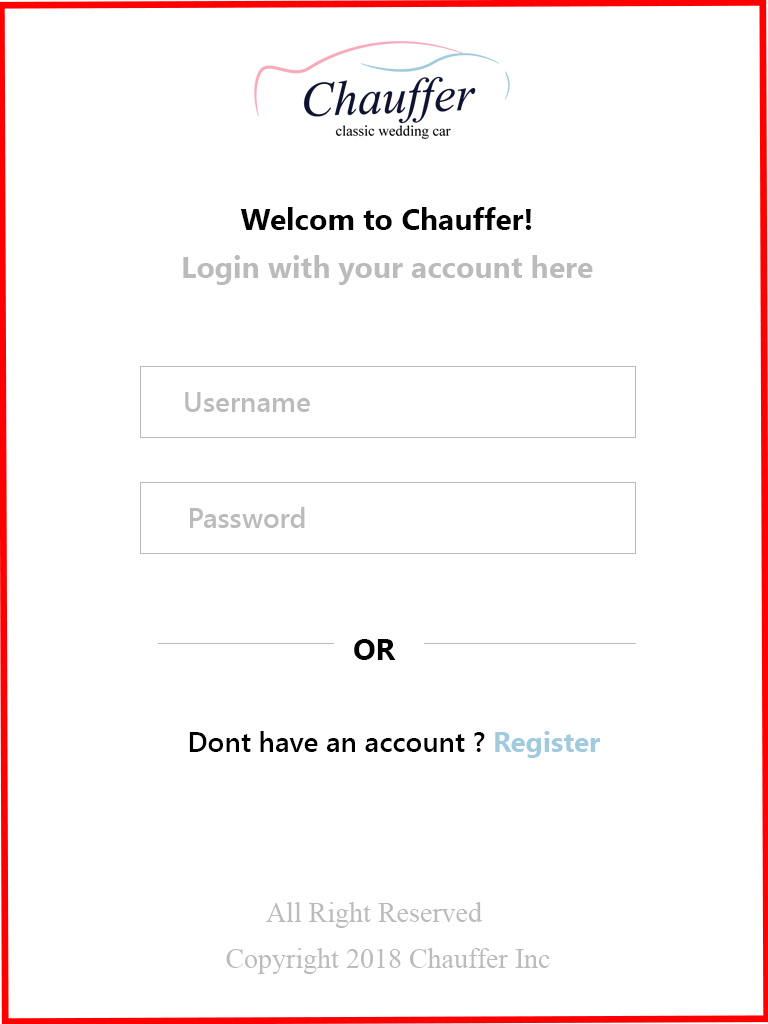 Chauffer
classic wedding car
Welcom to Chauffer!
Login with your account here
Username
Password
OR
Dont have an account ? Register
All Right Reserved
Copyright 2018 Chauffer Inc